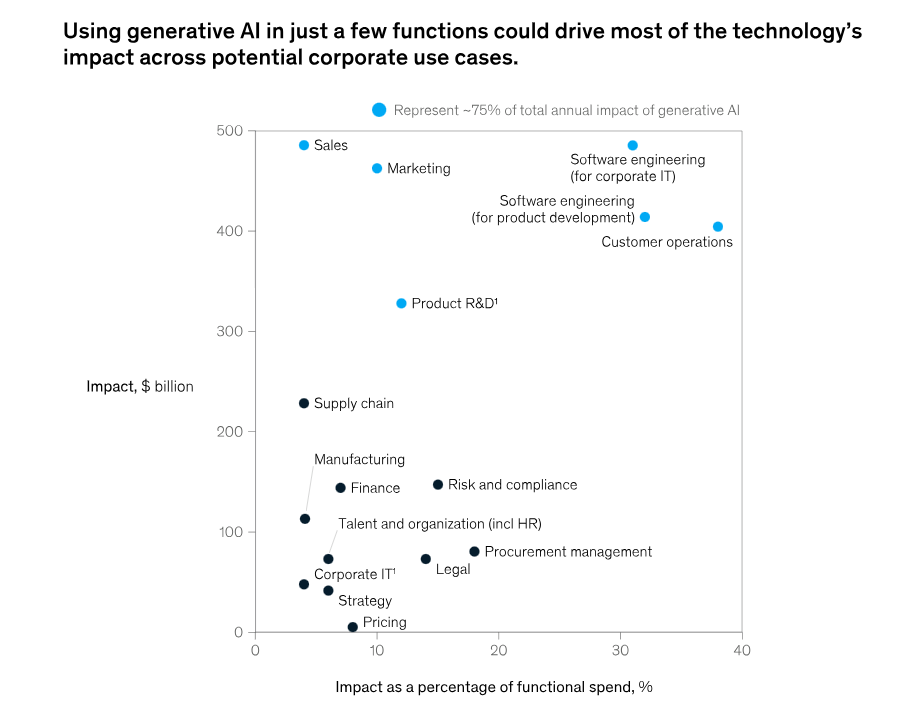 Using generative AI in just a few functions could drive most of the technology’s
impact across potential corporate use cases.
Represent ~75% of total annual impact of generative AI
500
Sales
Marketing
Software engineering
(for corporate IT)
Software engineering
(for product development)
400
Customer operations
Product R&D¹
300
Impact, $ billion
Supply chain
200
Manufacturing
Finance
Risk and compliance
100
Talent and organization (incl HR)
Procurement management
Legal
Corporate IT¹
Strategy
Pricing
0
0
10
20
30
40
Impact as a percentage of functional spend, %